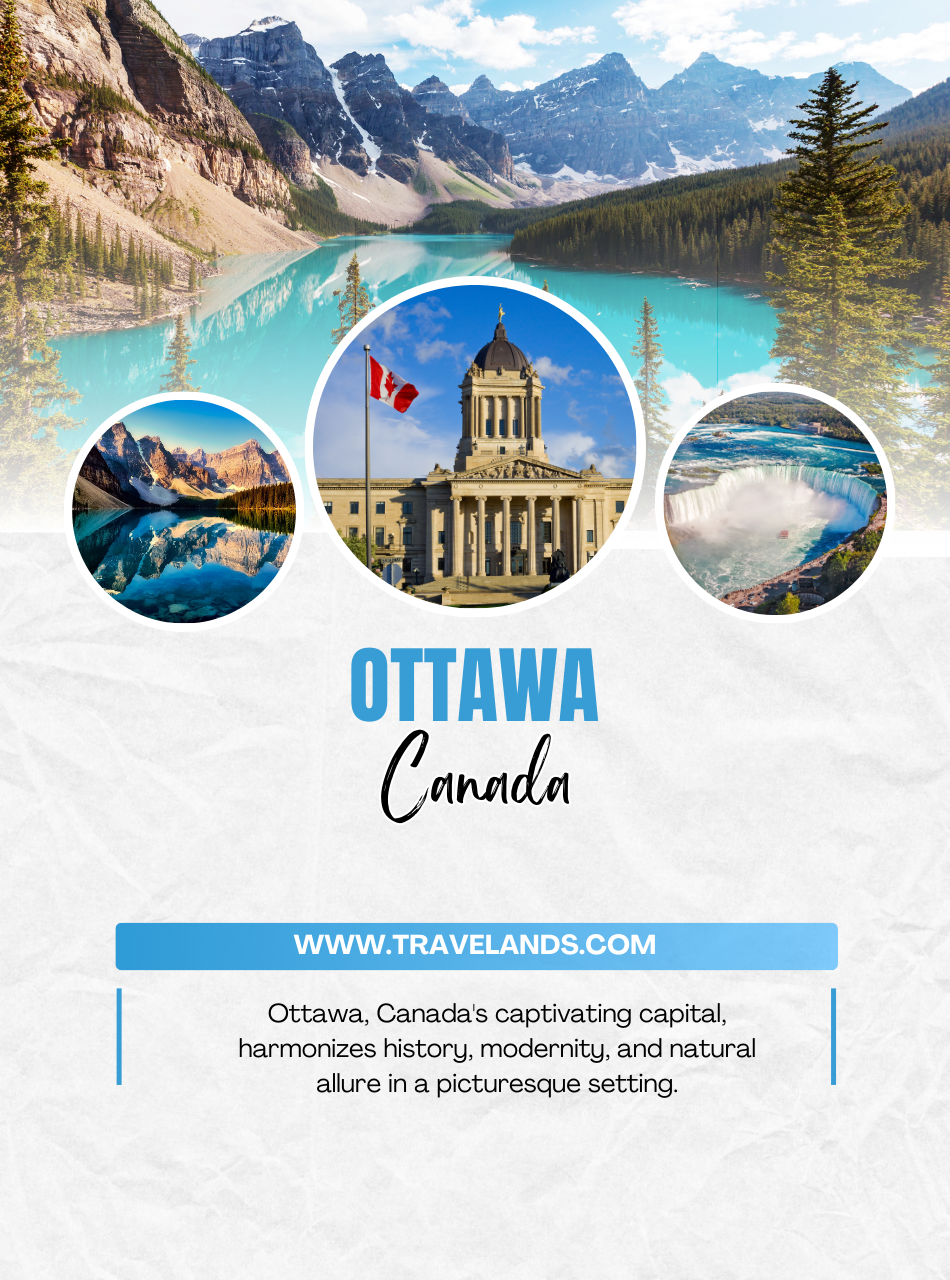 OTTAWA
Canada
WWW.TRAVELANDS.COM
Ottawa, Canada's captivating capital,
harmonizes history, modernity, and natural
allure in a picturesque setting.